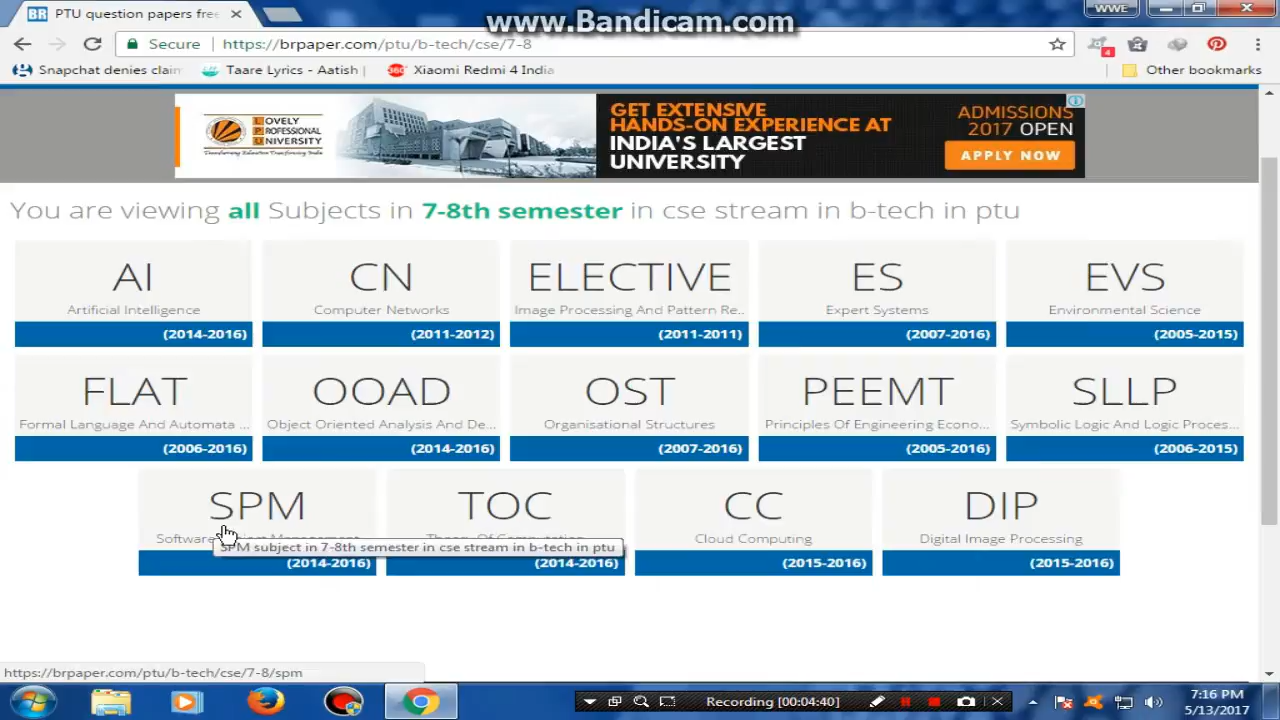 www.Bandicam.com
BR PTU question papers free
WWE
Secure https://brpaper.com/ptu/b-tech/cse/7-8
4
Snapchat denies claim Taare Lyrics - Aatish 360 Xiaomi Redmi 4 India Other bookmarks
LOVELY
PROFESSIONAL
UNIVERSITY
Transforming Education Transforming India
GET EXTENSIVE
HANDS-ON EXPERIENCE AT
INDIA'S LARGEST
UNIVERSITY
ADMISSIONS
2017 OPEN
APPLY NOW
You are viewing all Subjects in 7-8th semester in cse stream in b-tech in ptu
AI CN ELECTIVE ES EVS
Artificial Intelligence Computer Networks Image Processing And Pattern Re.. Expert Systems Environmental Science
(2014-2016) (2011-2012) (2011-2011) (2007-2016) (2005-2015)
FLAT OOAD OST PEEMT SLLP
Formal Language And Automata ... Object Oriented Analysis And De... Organisational Structures Principles Of Engineering Econo... Symbolic Logic And Logic Proces...
(2006-2016) (2014-2016) (2007-2016) (2005-2016) (2006-2015)
SPM TOC CC DIP
Software Cloud Computing Digital Image Processing
SPM subject in 7-8th semester in cse stream in b-tech in ptu
(2014-2016) (2014-2016) (2015-2016) (2015-2016)
https://brpaper.com/ptu/b-tech/cse/7-8/spm
Recording [00:04:40]
7:16 PM
5/13/2017